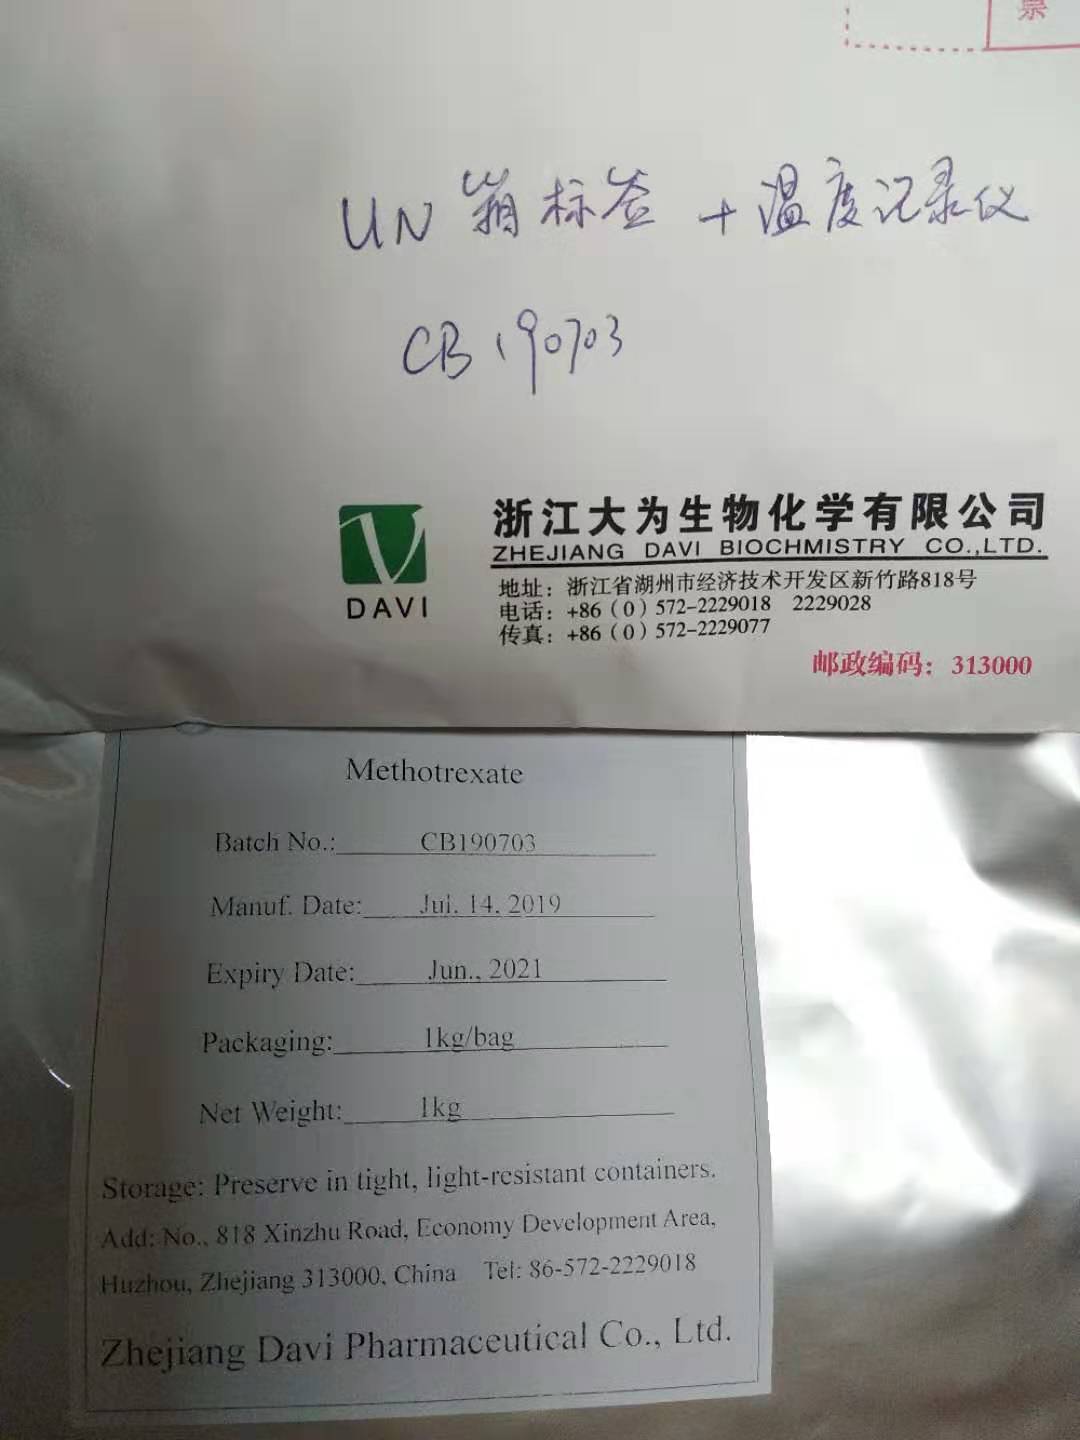 票
UN 箱标签 + 温度记录仪
CB190703
浙江大为生物化学有限公司
ZHEJIANG DAVI BIOCHMISTRY CO.,LTD.
DAVI
地址：浙江省湖州市经济技术开发区新竹路818号
电话：+86（0）572-2229018 2229028
传真：+86（0）572-2229077
邮政编码：313000
Methotrexate
Batch No.: CB190703
Manuf. Date: Jul. 14, 2019
Expiry Date: Jun., 2021
Packaging: 1kg/bag
Net Weight: 1kg
Storage: Preserve in tight, light-resistant containers.
Add: No., 818 Xinzhu Road, Economy Development Area,
Huzhou, Zhejiang 313000, China Tel: 86-572-2229018
Zhejiang Davi Pharmaceutical Co., Ltd.